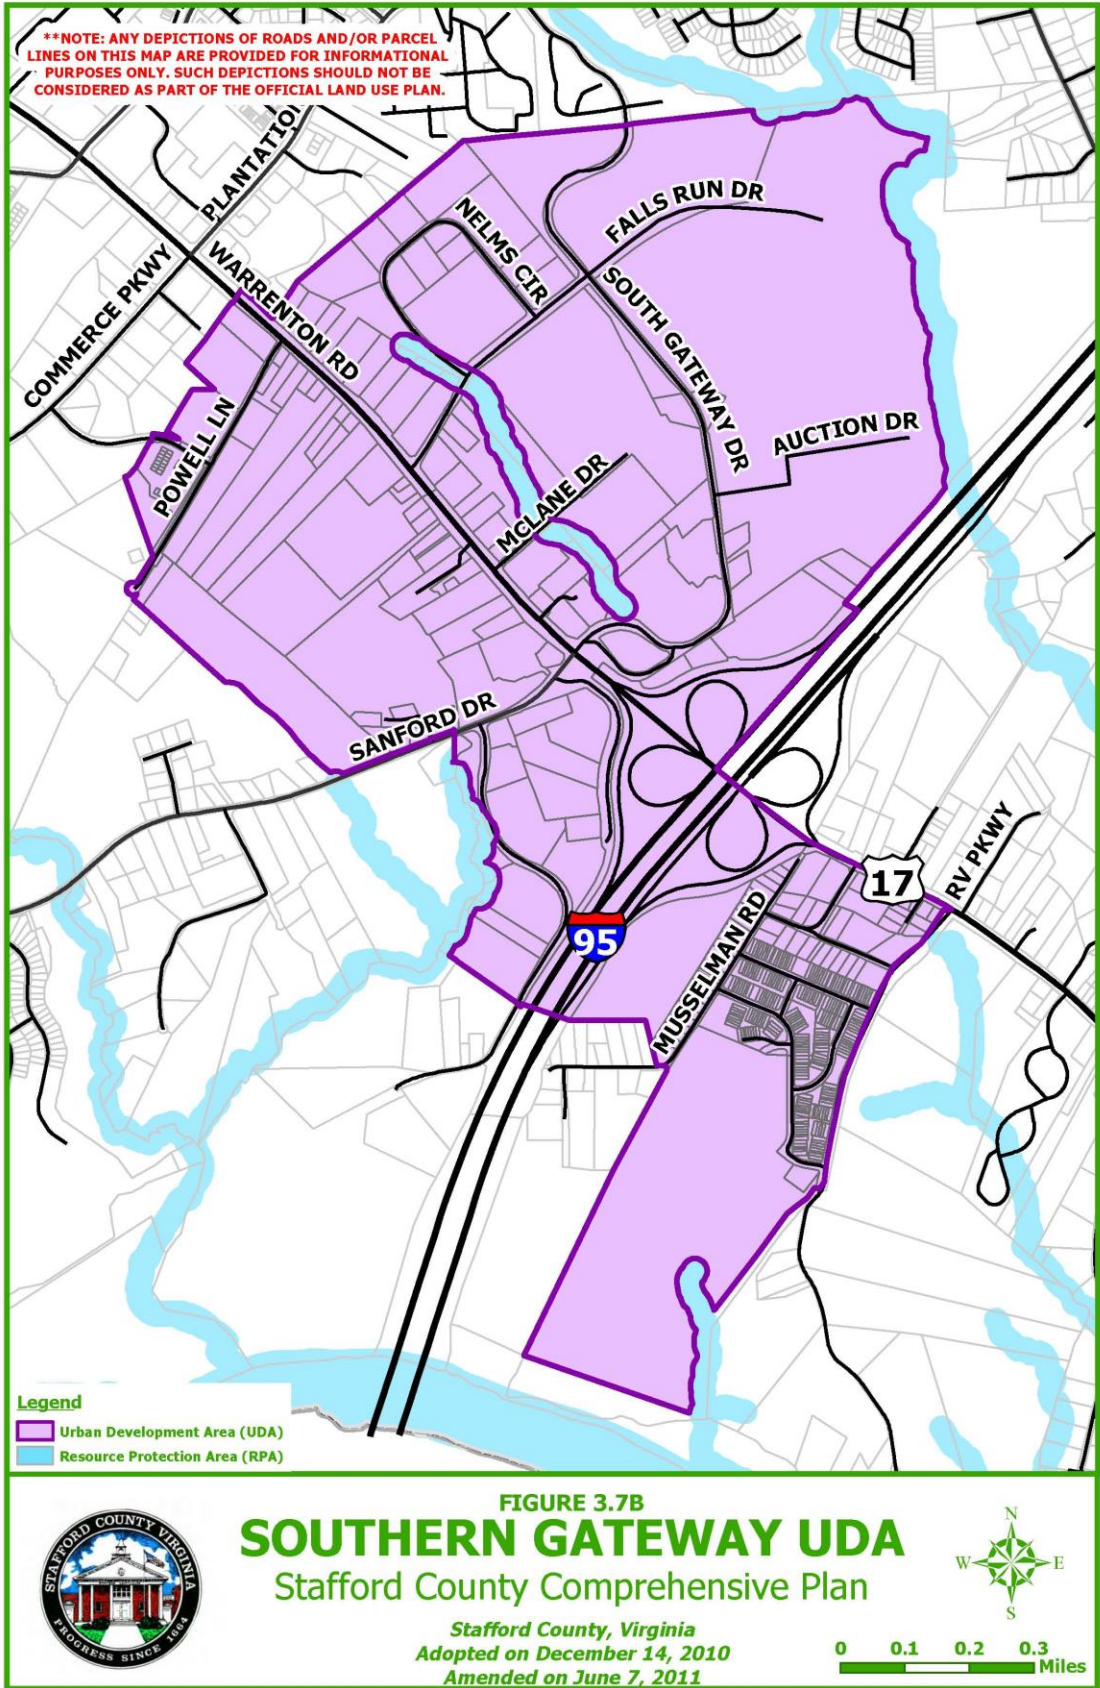 **NOTE: ANY DEPICTIONS OF ROADS AND/OR PARCEL
LINES ON THIS MAP ARE PROVIDED FOR INFORMATIONAL
PURPOSES ONLY. SUCH DEPICTIONS SHOULD NOT BE
CONSIDERED AS PART OF THE OFFICIAL LAND USE PLAN.
PLANTATIO
COMMERCE PKWY
WARRENTON RD
NELMS CIR
FALLS RUN DR
SOUTH GATEWAY DR
POWELL LN
AUCTION DR
MCLANE DR
SANFORD DR
17
RV PKWY
95
MUSSELMAN RD
Legend
Urban Development Area (UDA)
Resource Protection Area (RPA)
FIGURE 3.7B
SOUTHERN GATEWAY UDA
Stafford County Comprehensive Plan
Stafford County, Virginia
Adopted on December 14, 2010
Amended on June 7, 2011
STAFFORD COUNTY VIRGINIA
PROGRESS SINCE 1664
N
W E
S
0 0.1 0.2 0.3
Miles